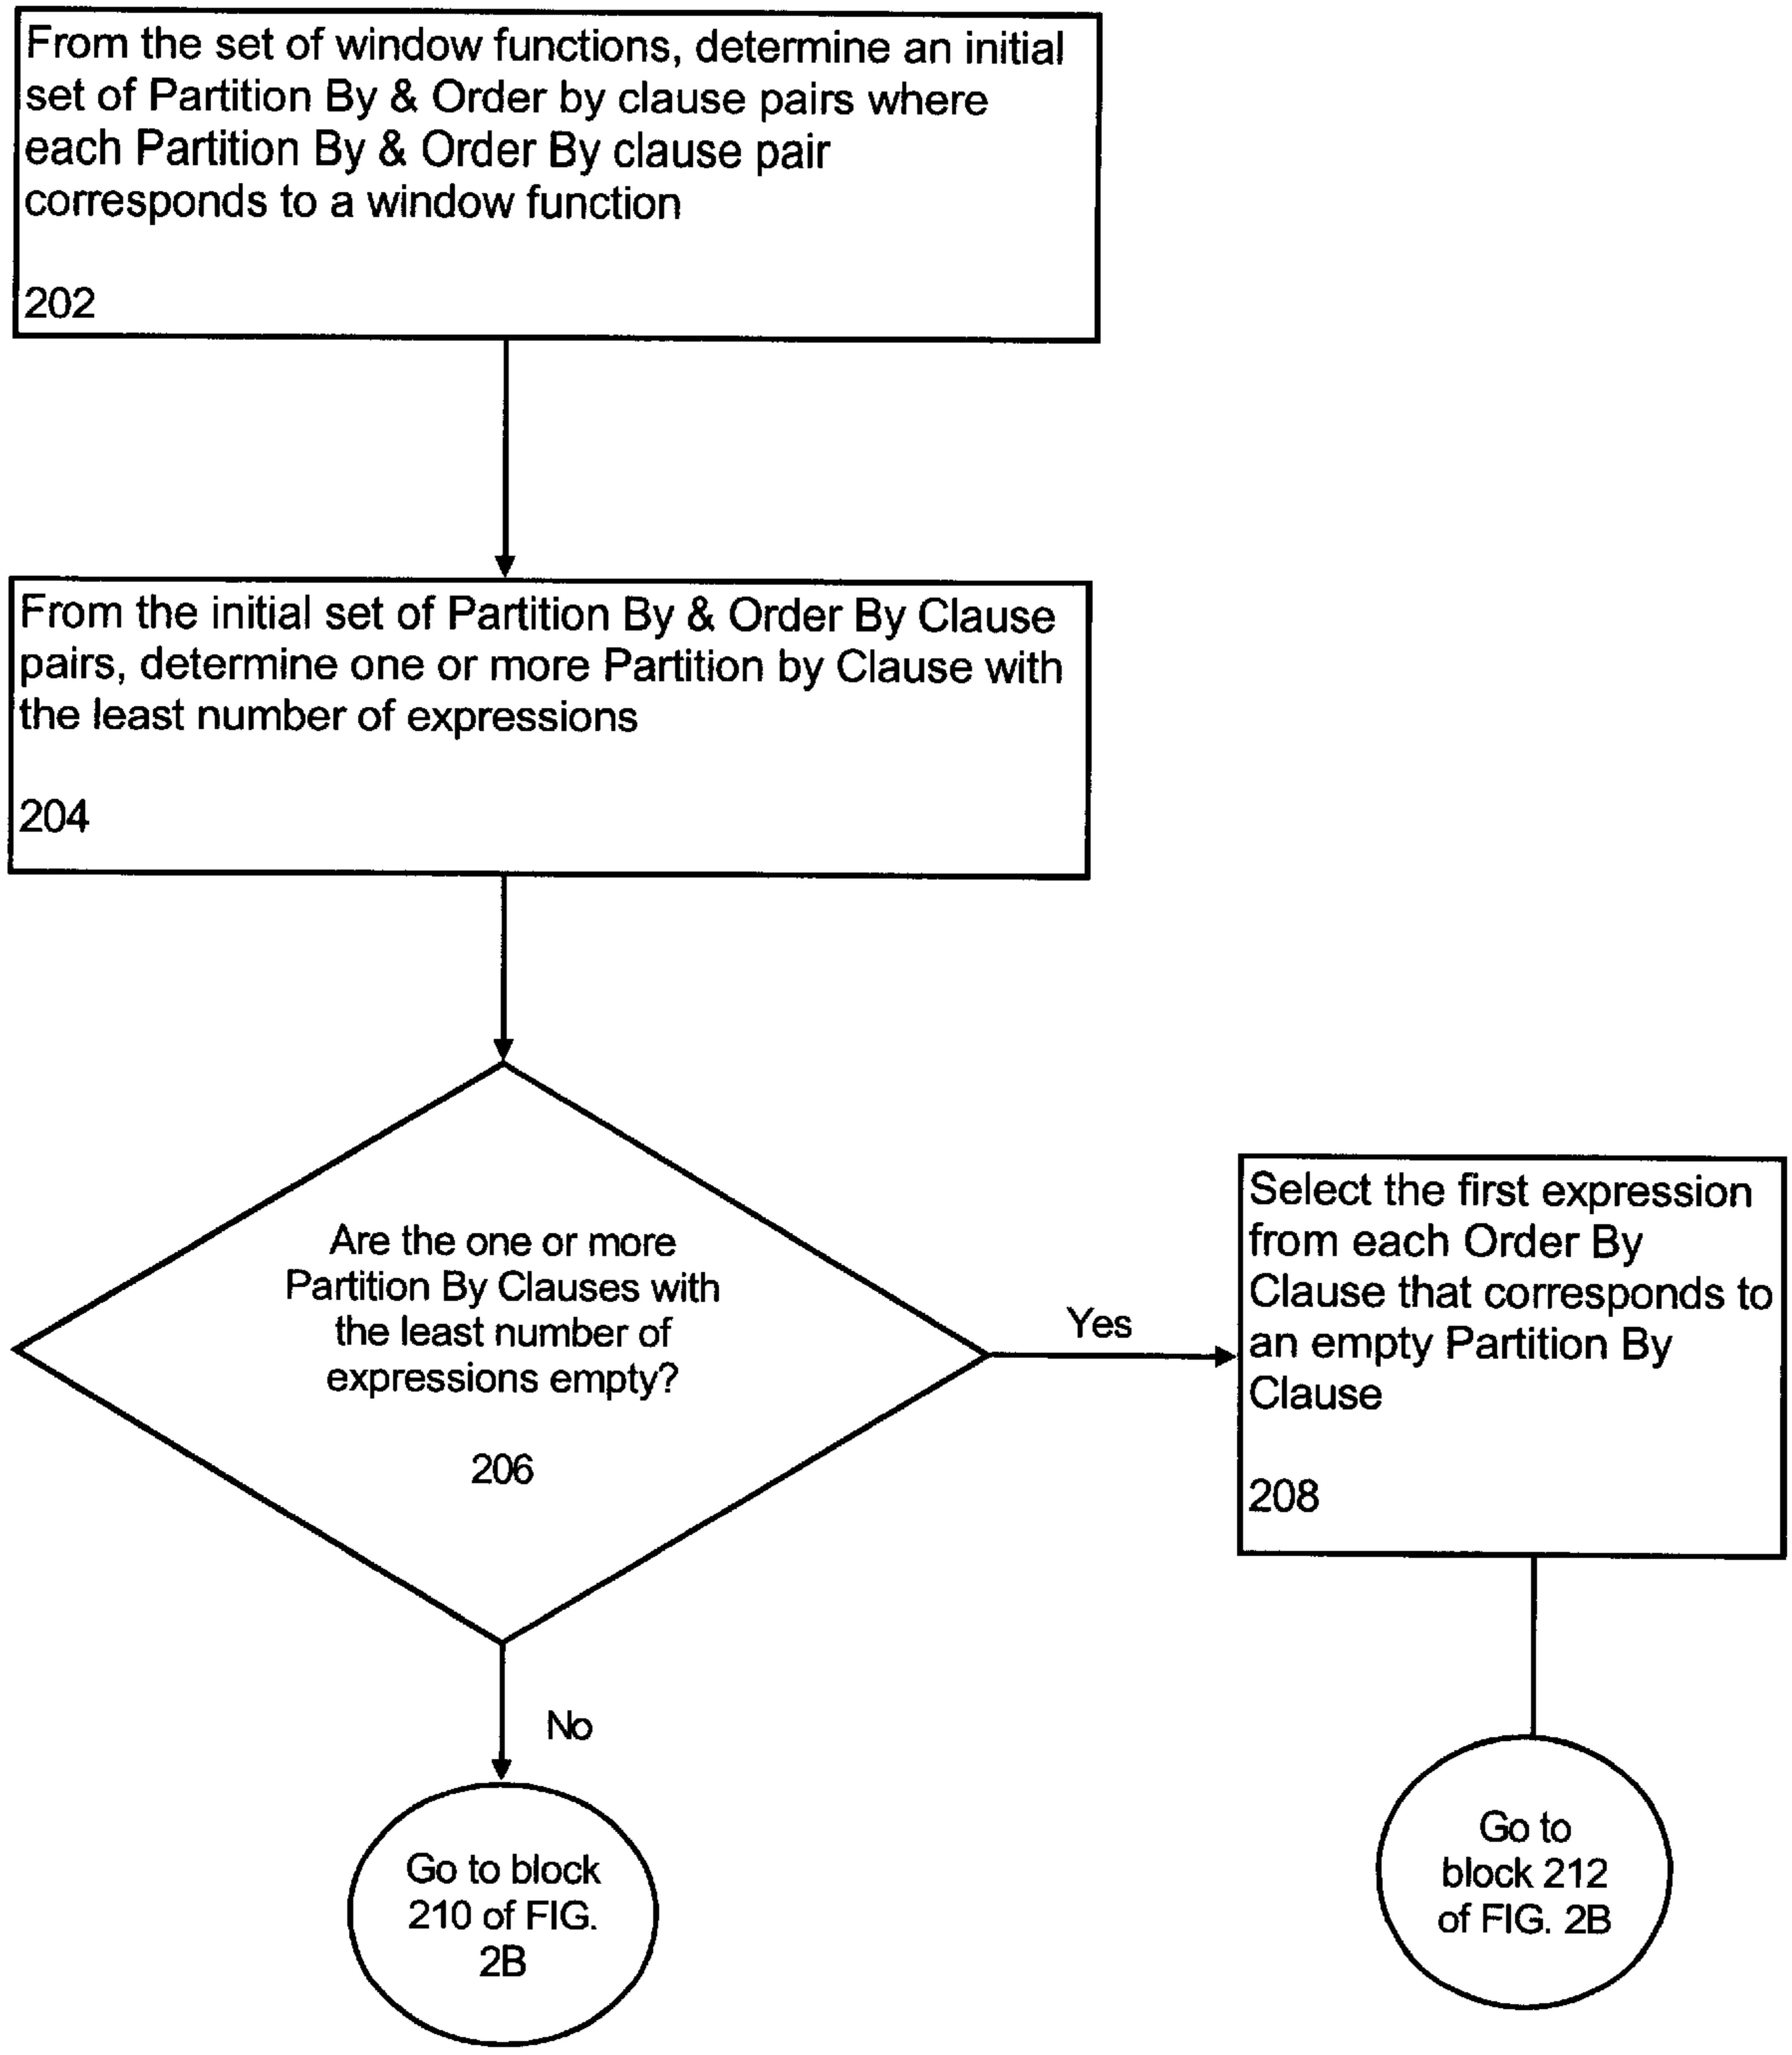 From the set of window functions, determine an initial
set of Partition By & Order by clause pairs where
each Partition By & Order By clause pair
corresponds to a window function
202
From the initial set of Partition By & Order By Clause
pairs, determine one or more Partition by Clause with
the least number of expressions
204
Are the one or more
Partition By Clauses with
the least number of
expressions empty?
206
Yes
Select the first expression
from each Order By
Clause that corresponds to
an empty Partition By
Clause
208
No
Go to block
210 of FIG.
2B
Go to
block 212
of FIG. 2B